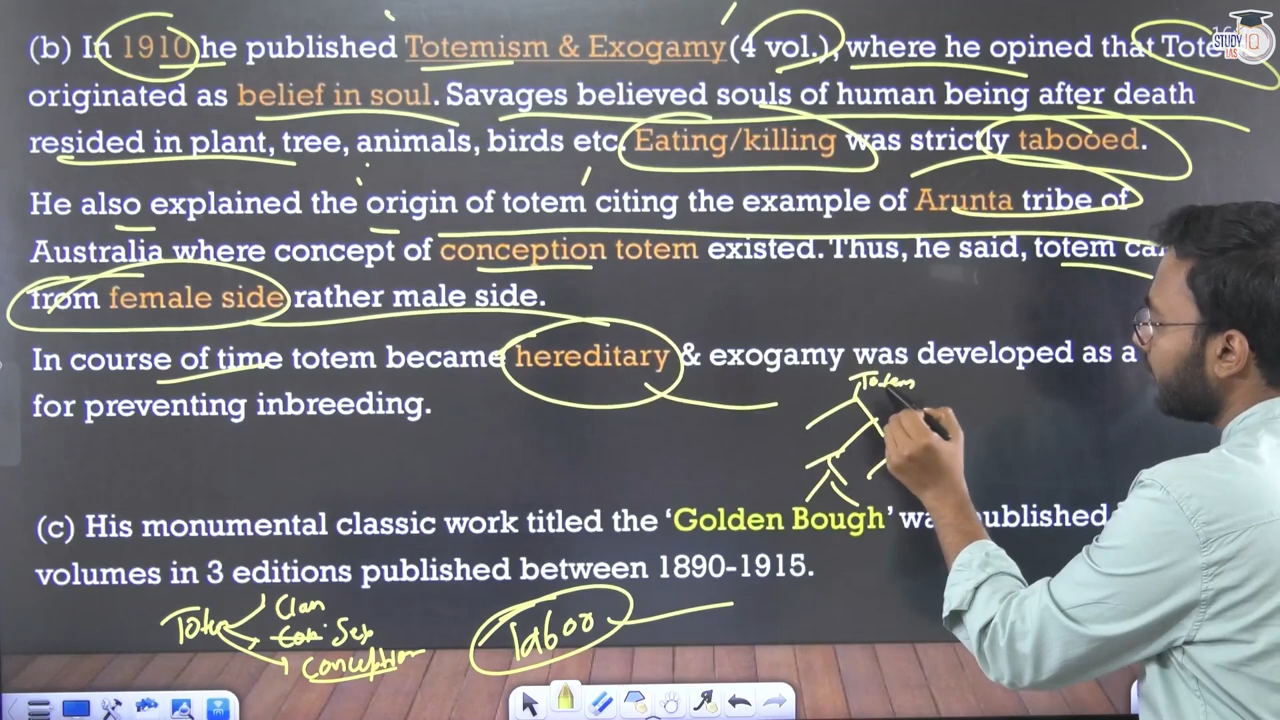 (b) In 1910 he published Totemism & Exogamy (4 vol.), where he opined that
originated as belief in soul. Savages believed souls of human being after death
resided in plant, tree, animals, birds etc. Eating/killing was strictly tabooed.
He also explained the origin of totem citing the example of Arunta tribe of
Australia where concept of conception totem existed. Thus, he said, totem
from female side rather male side.
In course of time totem became hereditary & exogamy was developed as a
for preventing inbreeding.
Totem
(c) His monumental classic work titled the ‘Golden Bough’
volumes in 3 editions published between 1890-1915.
Clan
Sex
conception
Taboo
STUDY IQ
IAS